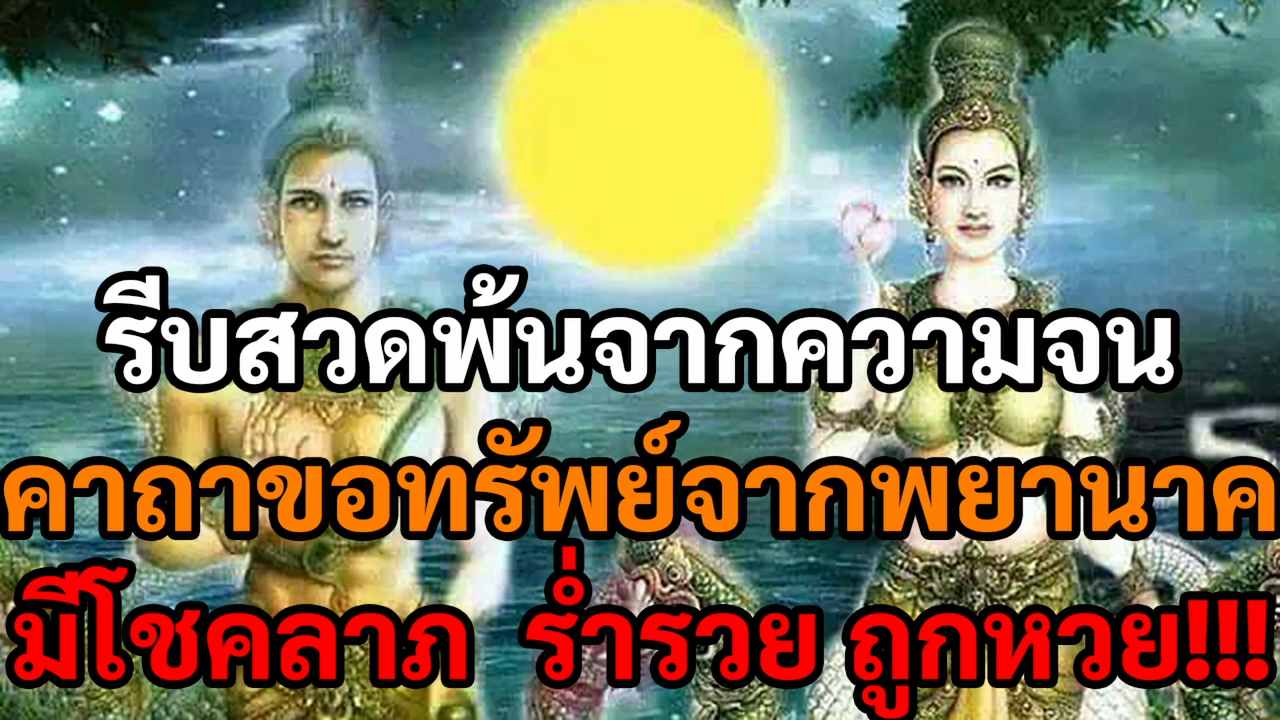 รีบสวดพ้นจากความจน
คาถาขอทรัพย์จากพยานาค
มีโชคลาภ ร่ำรวย ถูกหวย!!!